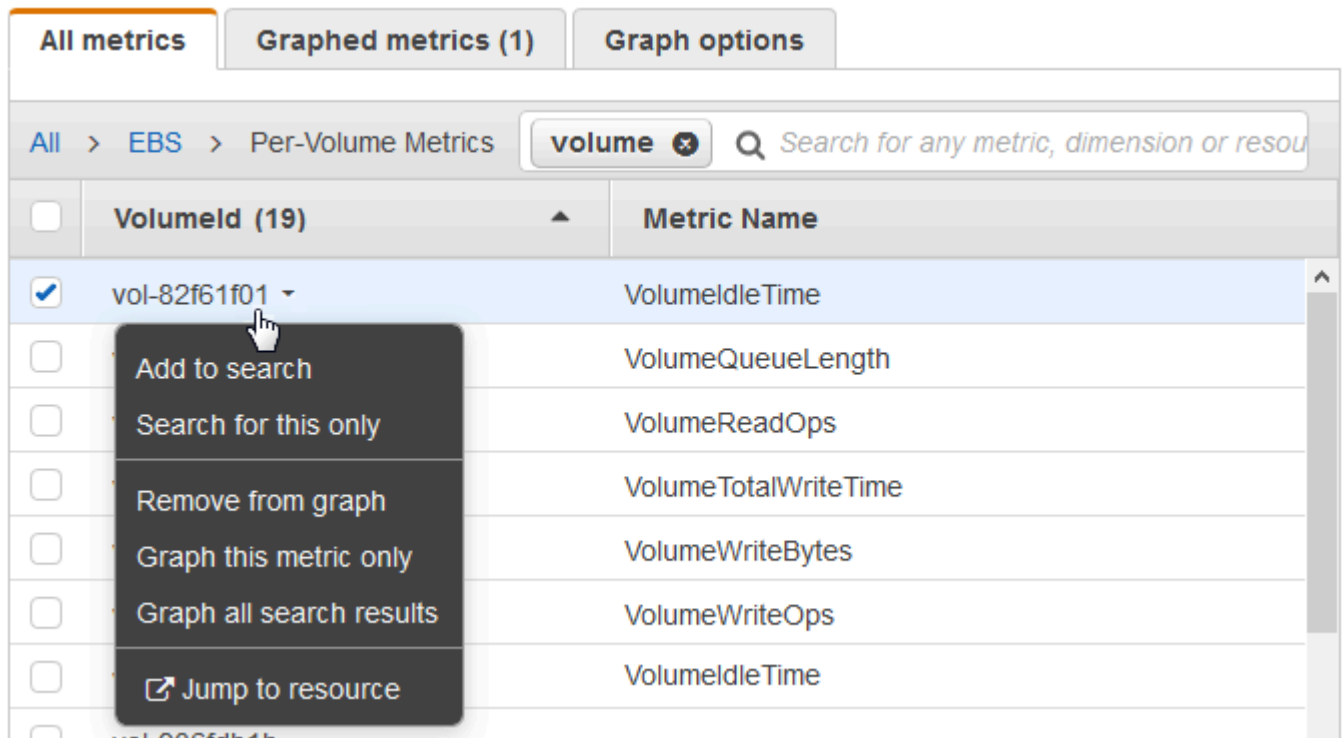 All metrics Graphed metrics (1) Graph options
All > EBS > Per-Volume Metrics volume Search for any metric, dimension or resou
VolumeId (19) Metric Name
vol-82f61f01 VolumeIdleTime
VolumeQueueLength
Add to search
VolumeReadOps
Search for this only
VolumeTotalWriteTime
Remove from graph
VolumeWriteBytes
Graph this metric only
VolumeWriteOps
Graph all search results
VolumeIdleTime
Jump to resource